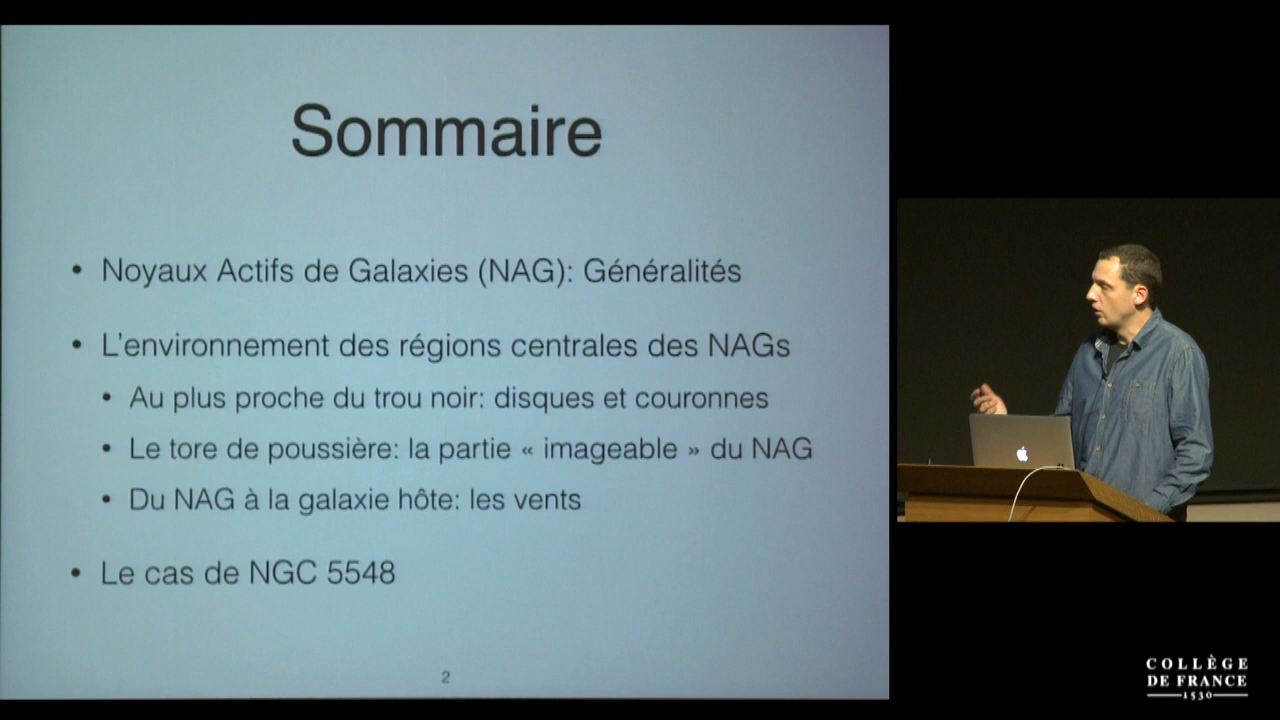 Sommaire
• Noyaux Actifs de Galaxies (NAG): Généralités
• L'environnement des régions centrales des NAGs
• Au plus proche du trou noir: disques et couronnes
• Le tore de poussière: la partie « imageable » du NAG
• Du NAG à la galaxie hôte: les vents
• Le cas de NGC 5548
2
COLLÈGE
DE FRANCE
1530